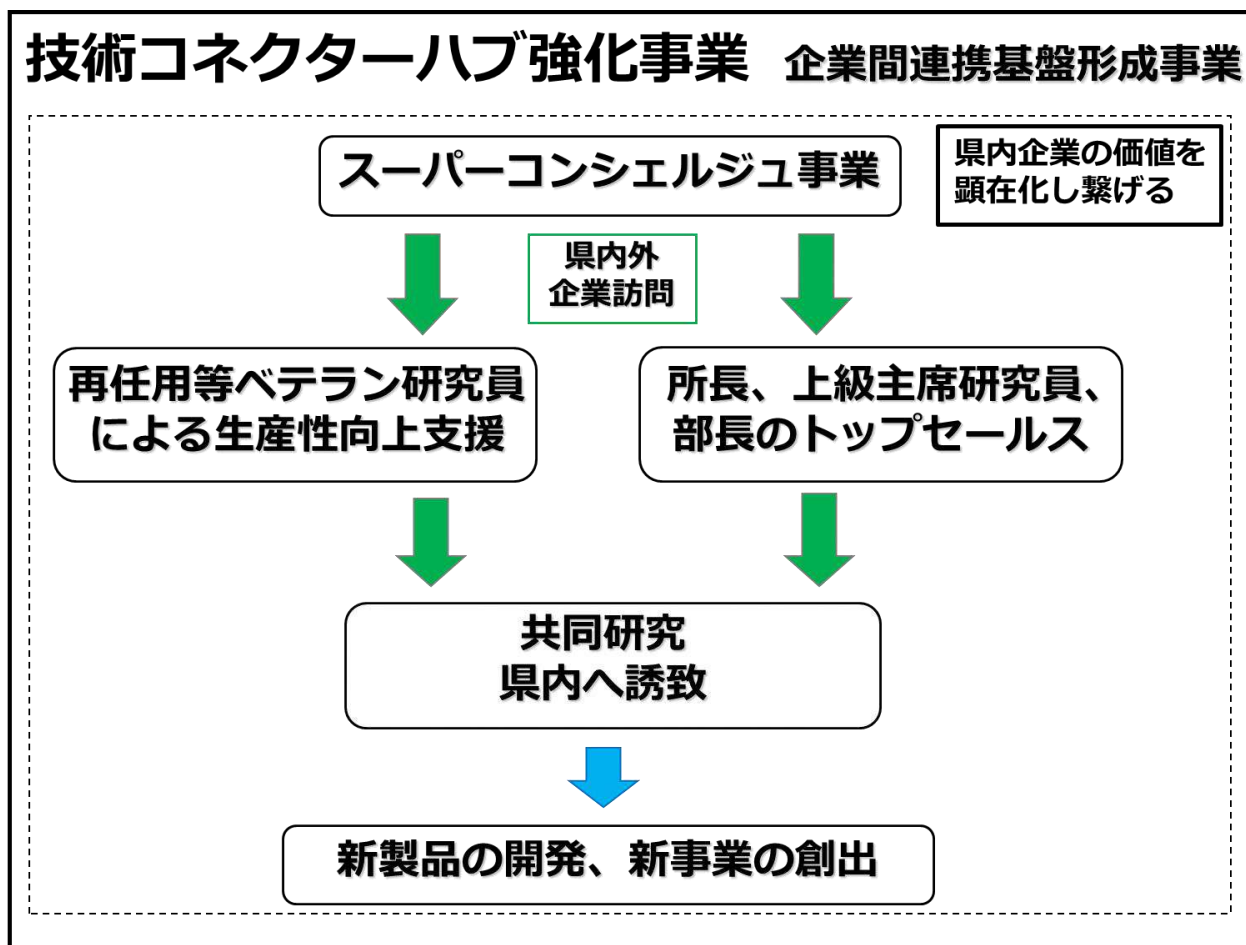 技術コネクターハブ強化事業 企業間連携基盤形成事業
スーパーコンシェルジュ事業
県内企業の価値を
顕在化し繋げる
県内外
企業訪問
再任用等ベテラン研究員
による生産性向上支援
所長、上級主席研究員、
部長のトップセールス
共同研究
県内へ誘致
新製品の開発、新事業の創出